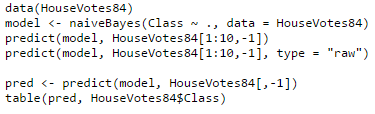 data(HouseVotes84)
model <- naiveBayes(Class ~ ., data = HouseVotes84)
predict(model, HouseVotes84[1:10,-1])
predict(model, HouseVotes84[1:10,-1], type = "raw")
pred <- predict(model, HouseVotes84[,-1])
table(pred, HouseVotes84$Class)